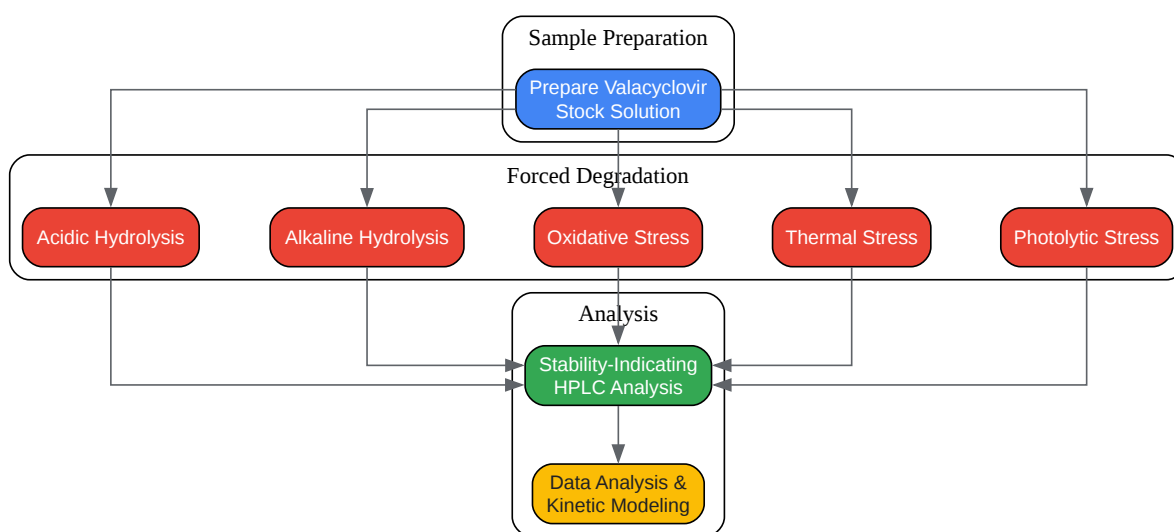 Sample Preparation
Prepare Valacyclovir
Stock Solution
Forced Degradation
Acidic Hydrolysis
Alkaline Hydrolysis
Oxidative Stress
Thermal Stress
Photolytic Stress
Analysis
Stability-Indicating
HPLC Analysis
Data Analysis &
Kinetic Modeling